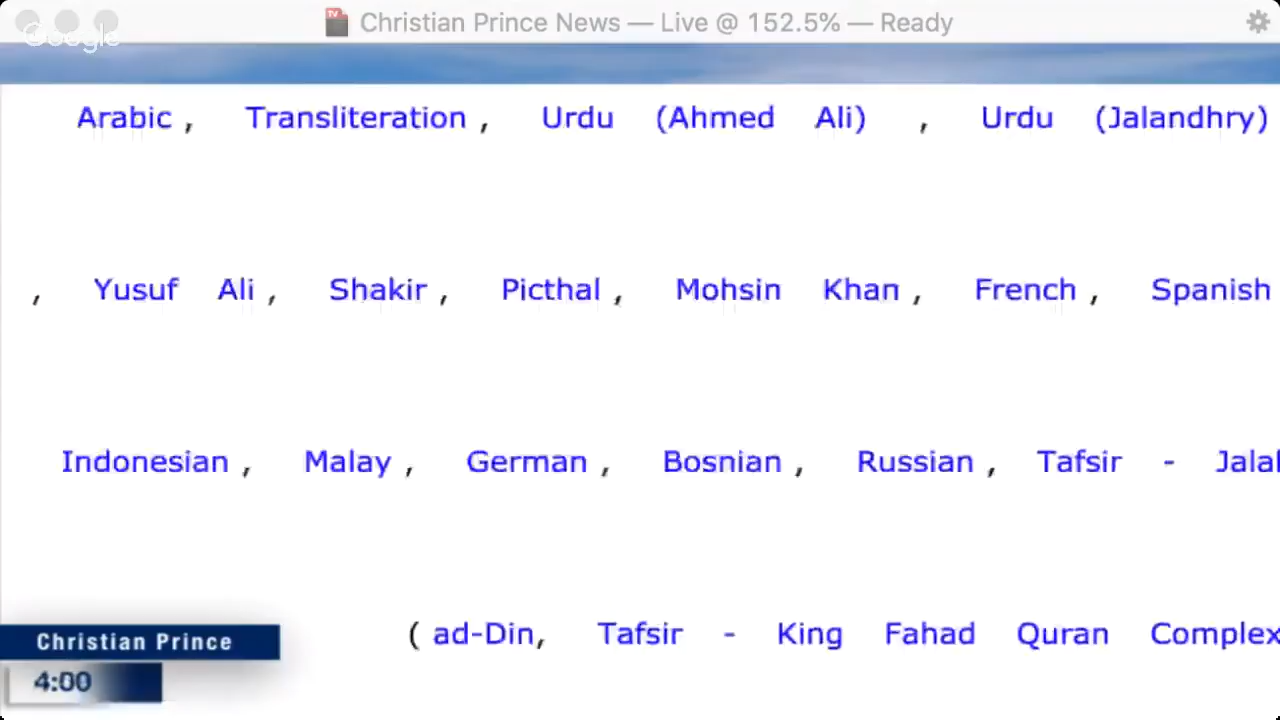 Christian Prince News — Live @ 152.5% — Ready
Google
Arabic , Transliteration , Urdu (Ahmed Ali) , Urdu (Jalandhry)
, Yusuf Ali , Shakir , Picthal , Mohsin Khan , French , Spanish
Indonesian , Malay , German , Bosnian , Russian , Tafsir - Jalal
( ad-Din, Tafsir - King Fahad Quran Complex
Christian Prince
4:00